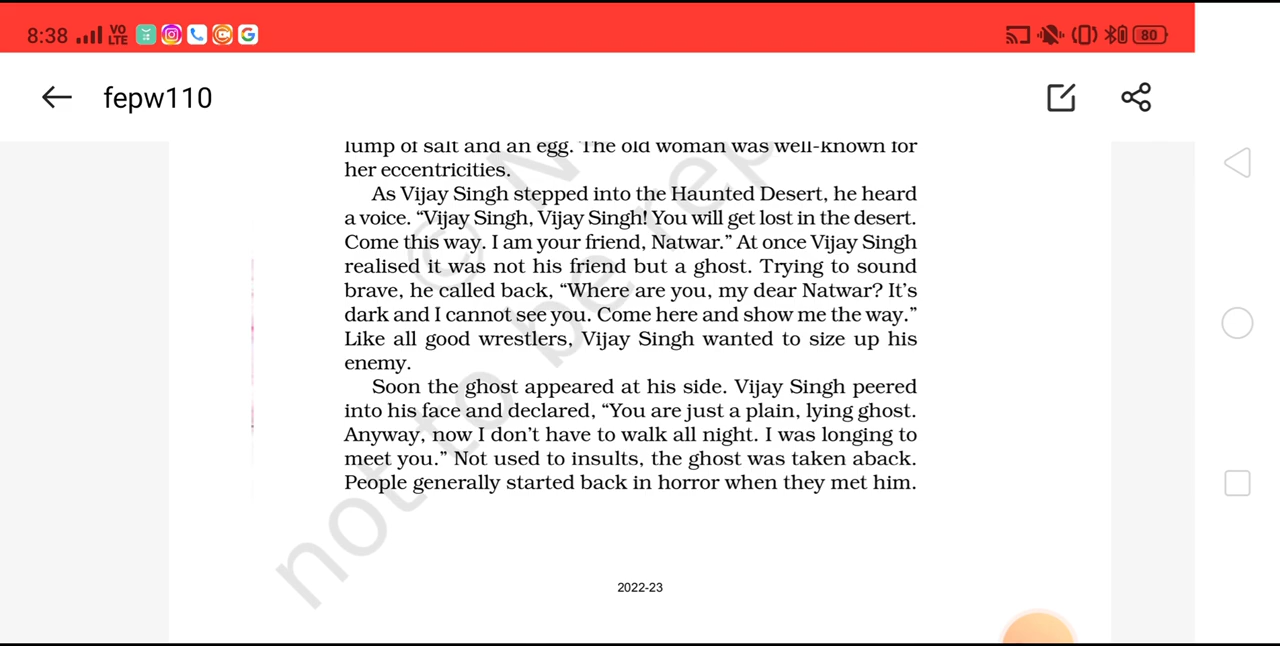 8:38 VO LTE 80
fepw110
lump of salt and an egg. The old woman was well-known for
her eccentricities.
As Vijay Singh stepped into the Haunted Desert, he heard
a voice. “Vijay Singh, Vijay Singh! You will get lost in the desert.
Come this way. I am your friend, Natwar.” At once Vijay Singh
realised it was not his friend but a ghost. Trying to sound
brave, he called back, “Where are you, my dear Natwar? It’s
dark and I cannot see you. Come here and show me the way.”
Like all good wrestlers, Vijay Singh wanted to size up his
enemy.
Soon the ghost appeared at his side. Vijay Singh peered
into his face and declared, “You are just a plain, lying ghost.
Anyway, now I don’t have to walk all night. I was longing to
meet you.” Not used to insults, the ghost was taken aback.
People generally started back in horror when they met him.
© N
not to be rep
2022-23